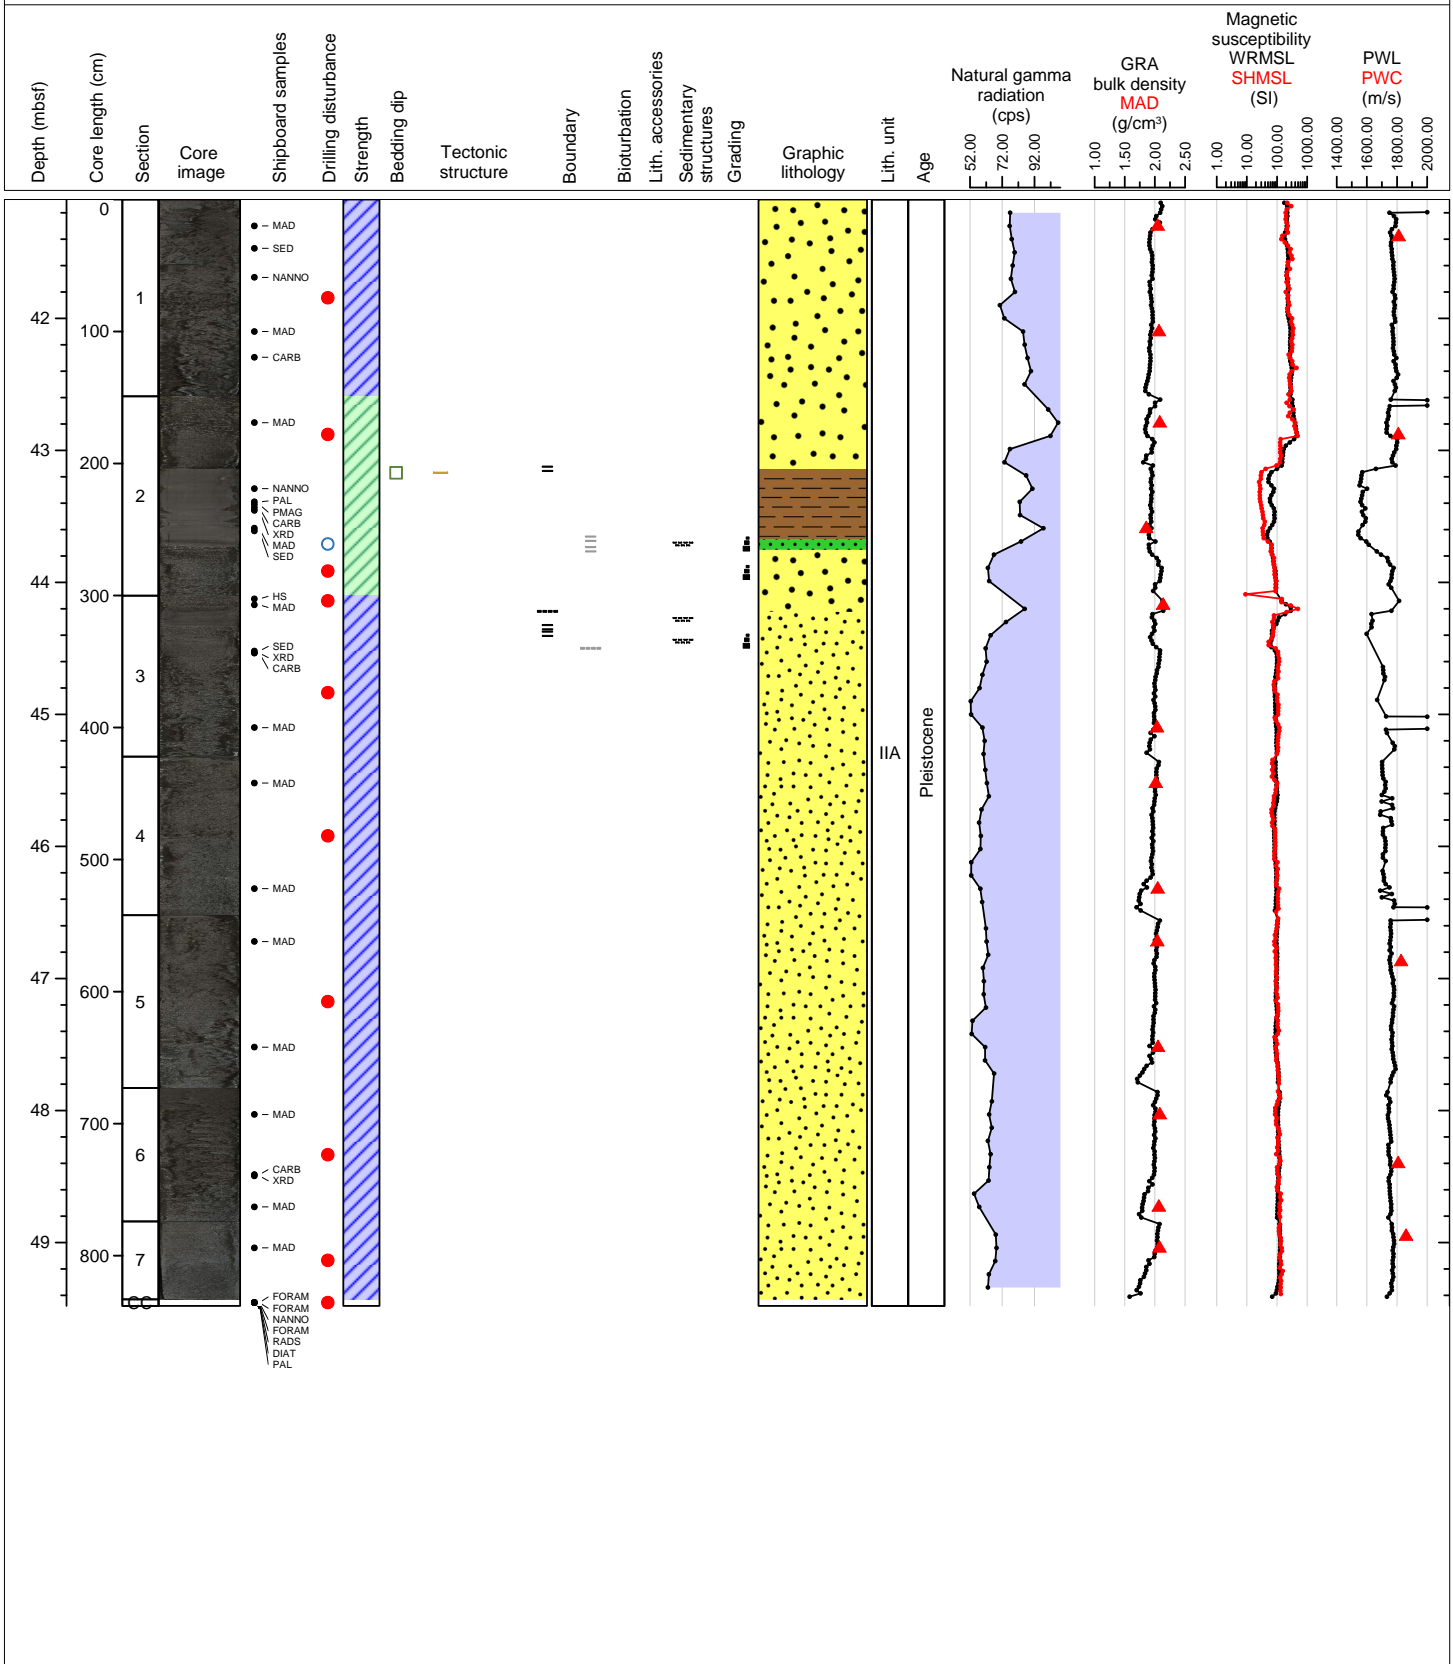 Depth (mbsf)
Core length (cm)
Section
Core
image
Shipboard samples
Drilling disturbance
Strength
Bedding dip
Tectonic
structure
Boundary
Bioturbation
Lith. accessories
Sedimentary
structures
Grading
Graphic
lithology
Lith. unit
Age
Natural gamma
radiation
(cps)
52.00
72.00
92.00
GRA
bulk density
MAD
(g/cm³)
1.00
1.50
2.00
2.50
Magnetic
susceptibility
WRMSL
SHMSL
(SI)
1.00
10.00
100.00
1000.00
PWL
PWC
(m/s)
1400.00
1600.00
1800.00
2000.00
42
43
44
45
46
47
48
49
0
100
200
300
400
500
600
700
800
1
2
3
4
5
6
7
CC
MAD
SED
NANNO
MAD
CARB
MAD
NANNO
PAL
PMAG
CARB
XRD
MAD
SED
HS
MAD
SED
XRD
CARB
MAD
MAD
MAD
MAD
MAD
MAD
CARB
XRD
MAD
MAD
FORAM
FORAM
NANNO
FORAM
RADS
DIAT
PAL
IIA
Pleistocene